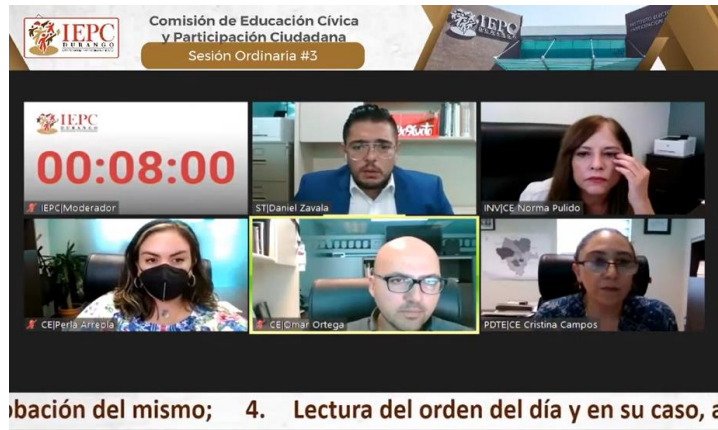 IEPC
DURANGO
Comisión de Educación Cívica
y Participación Ciudadana
Sesión Ordinaria #3
IEPC
DURANGO
IEPC
DURANGO
00:08:00
IEPC|Moderador
ST|Daniel Zavala
INV|CE Norma Pulido
CE|Perla Arreola
CE|Omar Ortega
PDTE|CE Cristina Campos
obación del mismo; 4. Lectura del orden del día y en su caso, a